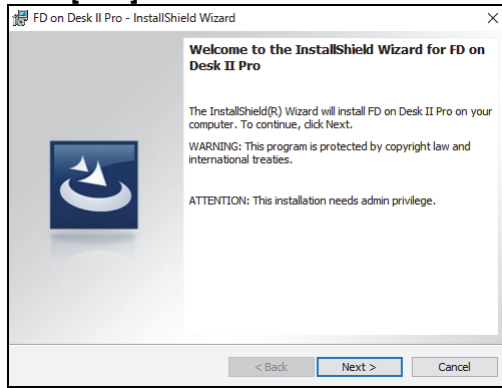 FD on Desk II Pro - InstallShield Wizard
Welcome to the InstallShield Wizard for FD on
Desk II Pro
The InstallShield(R) Wizard will install FD on Desk II Pro on your
computer. To continue, click Next.
WARNING: This program is protected by copyright law and
international treaties.
ATTENTION: This installation needs admin privilege.
< Back
Next >
Cancel